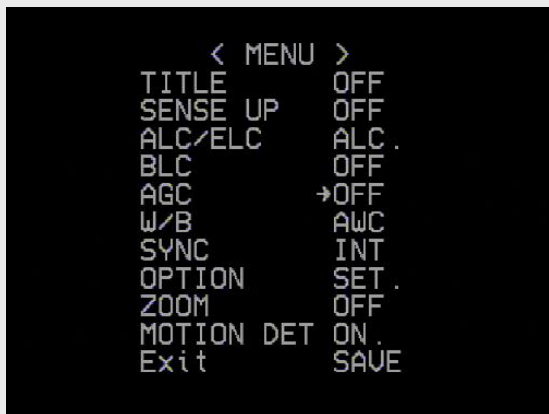 < MENU >
TITLE OFF
SENSE UP OFF
ALC/ELC ALC.
BLC OFF
AGC →OFF
W/B AWC
SYNC INT
OPTION SET.
ZOOM OFF
MOTION DET ON.
Exit SAVE